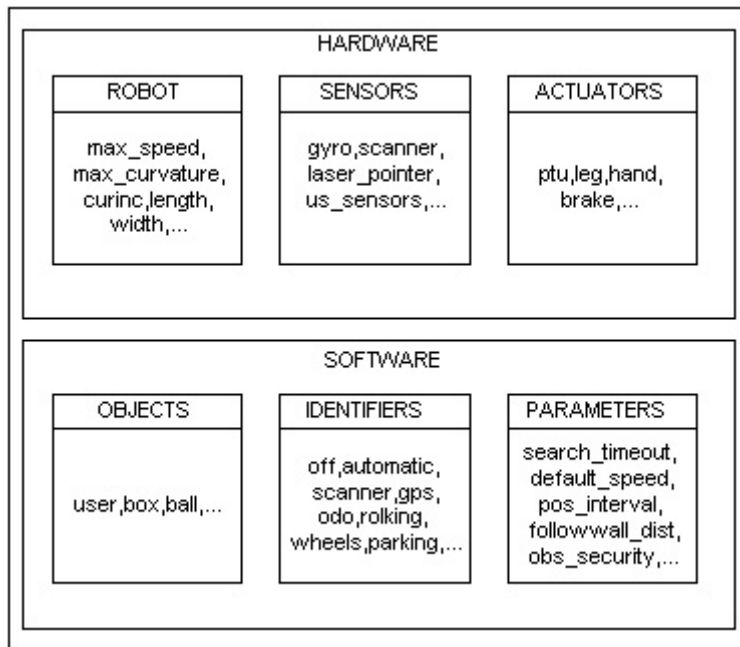 HARDWARE
ROBOT
max_speed,
max_curvature,
curinc,length,
width,...
SENSORS
gyro,scanner,
laser_pointer,
us_sensors,...
ACTUATORS
ptu,leg,hand,
brake,...
SOFTWARE
OBJECTS
user,box,ball,...
IDENTIFIERS
off,automatic,
scanner,gps,
odo,rolking,
wheels,parking,...
PARAMETERS
search_timeout,
default_speed,
pos_interval,
followwall_dist,
obs_security,...